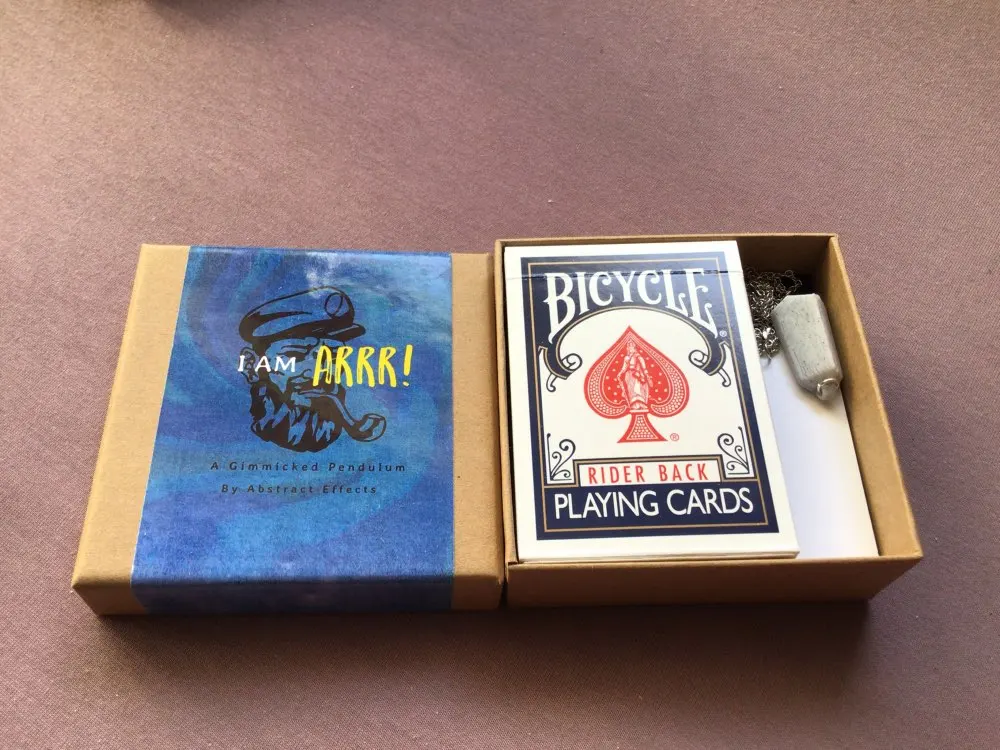 I AM ARRR!
A Gimmicked Pendulum
By Abstract Effects
BICYCLE®
®
RIDER BACK
PLAYING CARDS